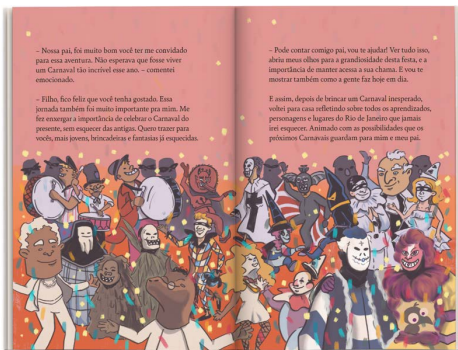 – Nossa pai, foi muito bom você ter me convidado
para essa aventura. Não esperava que fosse viver
um Carnaval tão incrível esse ano. – comentei
emocionado.
– Filho, fico feliz que você tenha gostado. Essa
jornada também foi muito importante pra mim. Me
fez enxergar a importância de celebrar o Carnaval do
presente, sem esquecer das antigas. Quero trazer para
vocês, mais jovens, brincadeiras e fantasias já esquecidas.
– Pode contar comigo pai, vou te ajudar! Ver tudo isso,
abriu meus olhos para a grandiosidade desta festa, e a
importância de manter acesa a sua chama. E vou te
mostrar também como a gente faz hoje em dia.
E assim, depois de brincar um Carnaval inesperado,
voltei para casa refletindo sobre todos os aprendizados,
personagens e lugares do Rio de Janeiro que jamais
irei esquecer. Animado com as possibilidades que os
próximos Carnavais guardam para mim e meu pai.